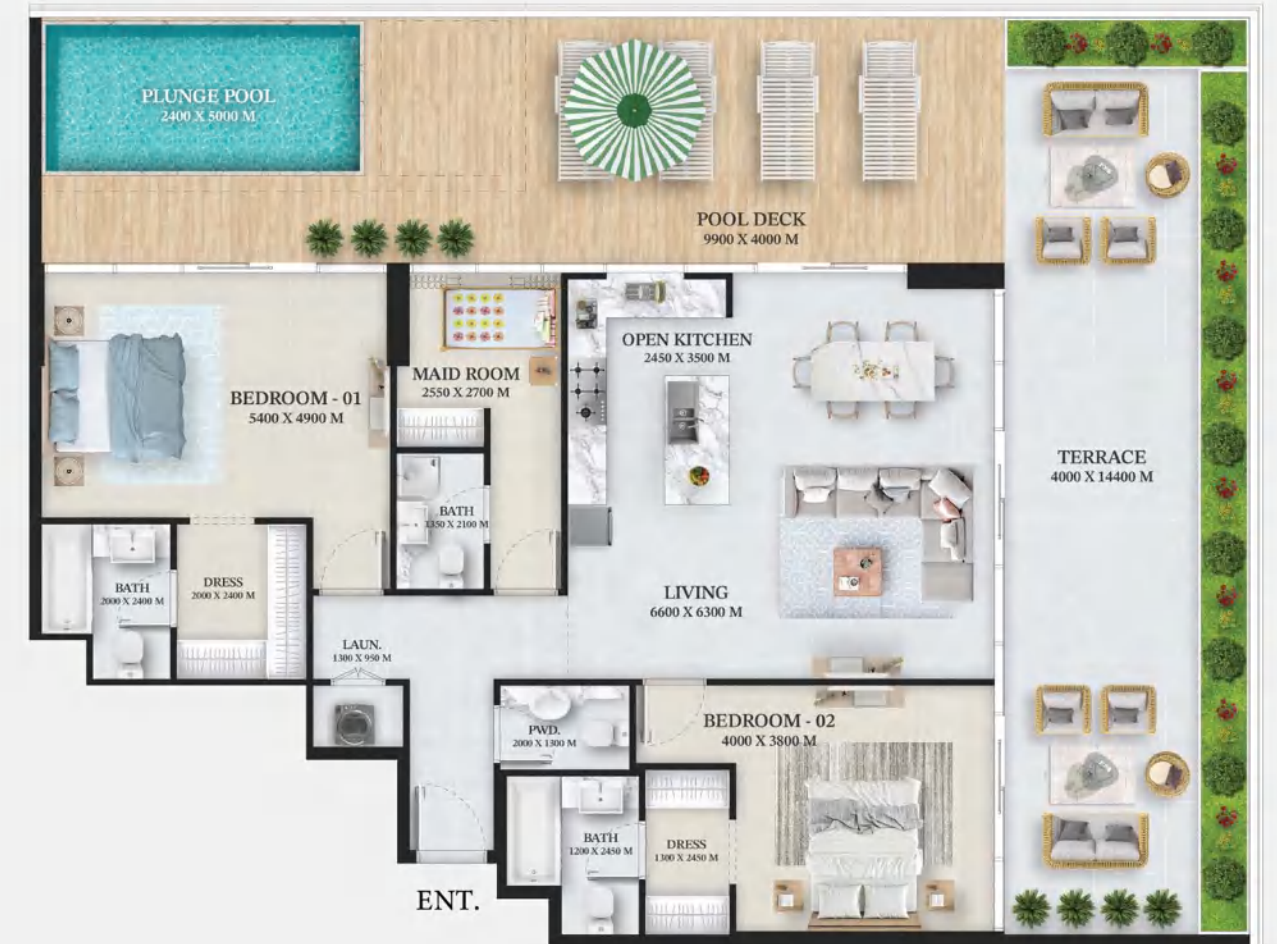 PLUNGE POOL
2400 X 5000 M
POOL DECK
9900 X 4000 M
OPEN KITCHEN
2450 X 3500 M
MAID ROOM
2550 X 2700 M
BEDROOM - 01
5400 X 4900 M
TERRACE
4000 X 14400 M
BATH
1350 X 2100 M
BATH
2000 X 2400 M
DRESS
2000 X 2400 M
LIVING
6600 X 6300 M
LAUN.
1300 X 950 M
PWD.
2000 X 1300 M
BEDROOM - 02
4000 X 3800 M
BATH
1200 X 2450 M
DRESS
1300 X 2450 M
ENT.